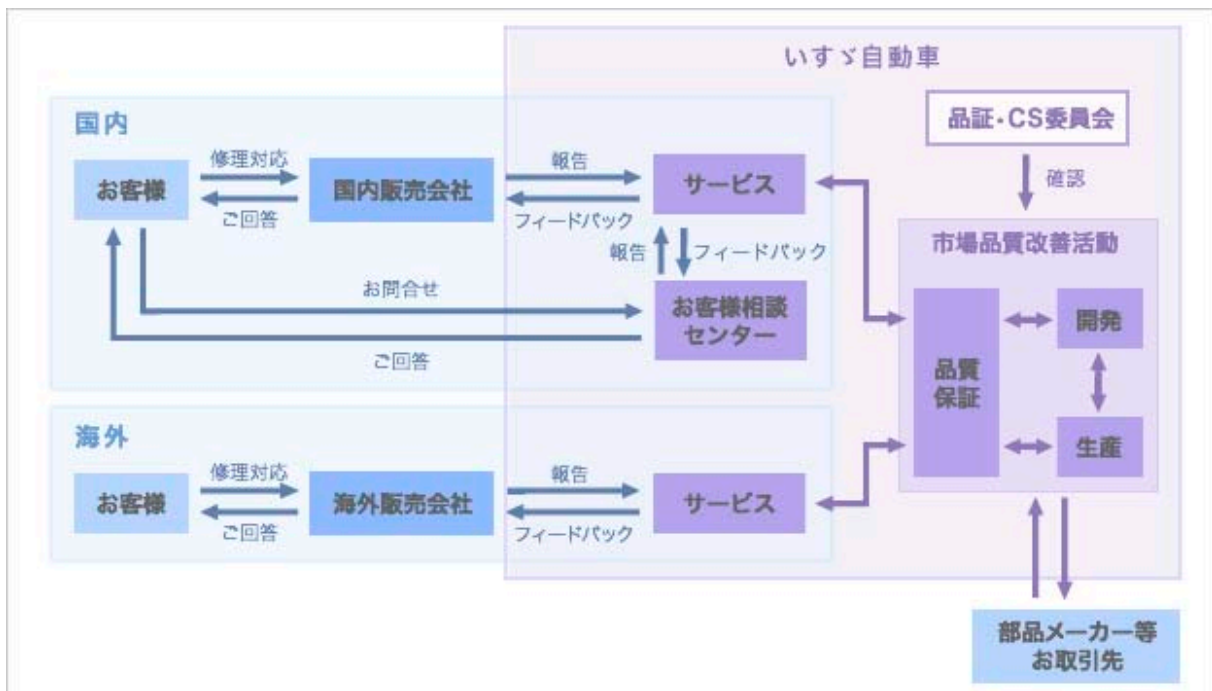 いすゞ自動車
品証・CS委員会
確認
国内
お客様
修理対応
ご回答
国内販売会社
報告
フィードバック
サービス
報告
フィードバック
お問合せ
ご回答
お客様相談
センター
市場品質改善活動
品質
保証
開発
生産
海外
お客様
修理対応
ご回答
海外販売会社
報告
フィードバック
サービス
部品メーカー等
お取引先